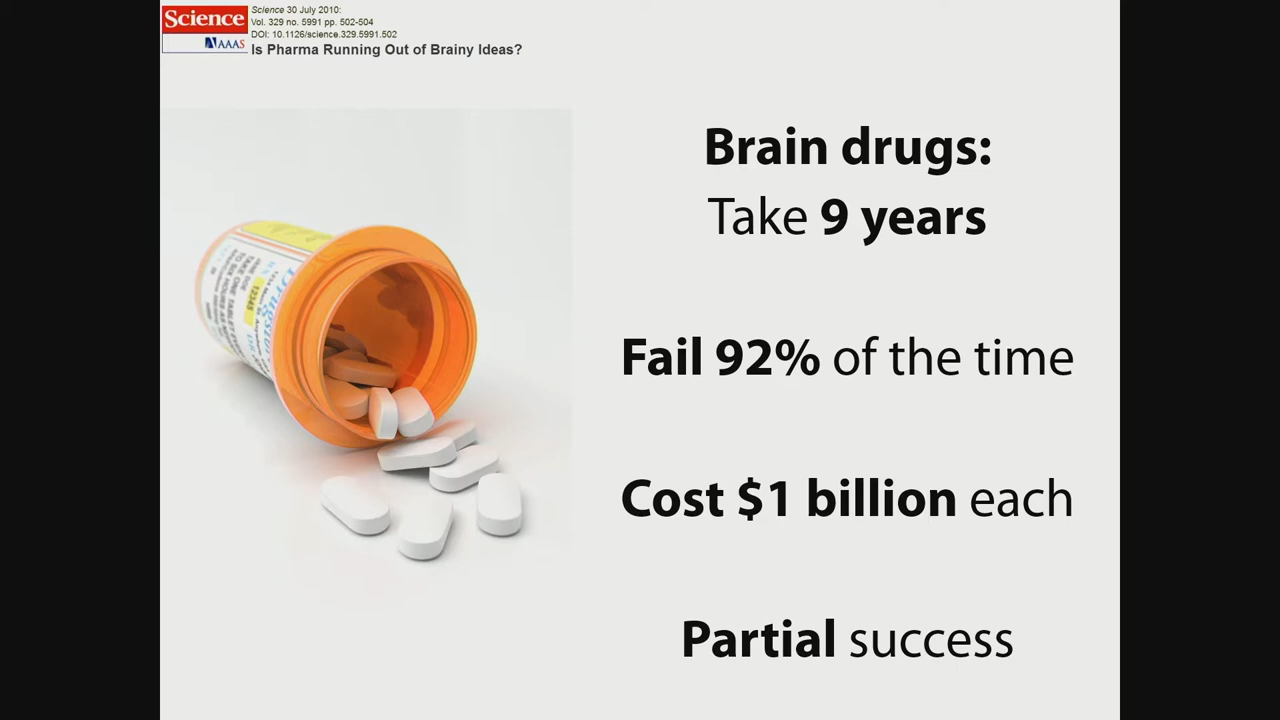 Science
AAAS
Science 30 July 2010:
Vol. 329 no. 5991 pp. 502-504
DOI: 10.1126/science.329.5991.502
Is Pharma Running Out of Brainy Ideas?
Brain drugs:
Take 9 years
Fail 92% of the time
Cost $1 billion each
Partial success
12345